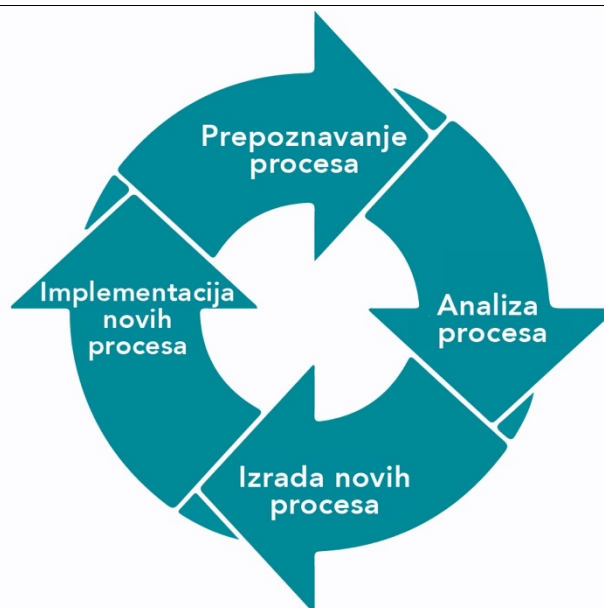 Prepoznavanje
procesa
Analiza
procesa
Izrada novih
procesa
Implementacija
novih
procesa